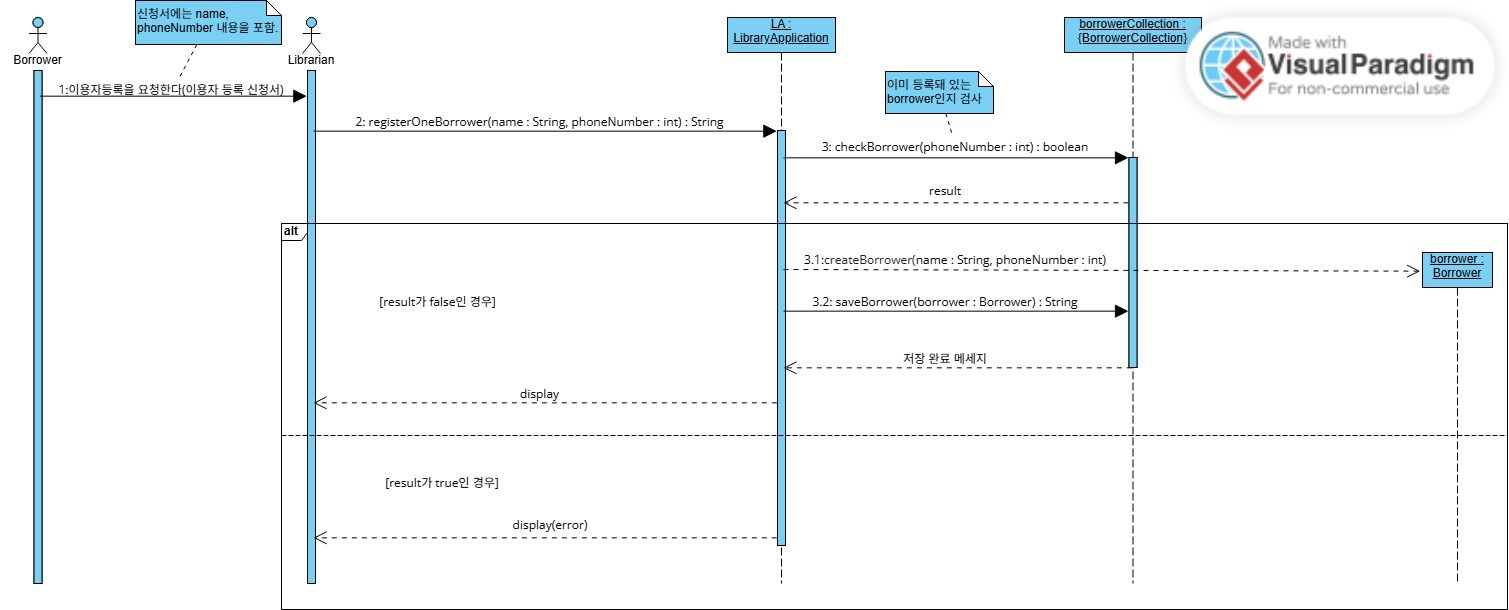 신청서에는 name,
phoneNumber 내용을 포함.
Borrower
Librarian
LA :
LibraryApplication
borrowerCollection :
{BorrowerCollection}
Made with
Visual Paradigm
For non-commercial use
1:이용자등록을 요청한다(이용자 등록 신청서)
이미 등록돼 있는
borrower인지 검사
2: registerOneBorrower(name : String, phoneNumber : int) : String
3: checkBorrower(phoneNumber : int) : boolean
result
alt
3.1:createBorrower(name : String, phoneNumber : int)
borrower :
Borrower
[result가 false인 경우]
3.2: saveBorrower(borrower : Borrower) : String
저장 완료 메세지
display
[result가 true인 경우]
display(error)